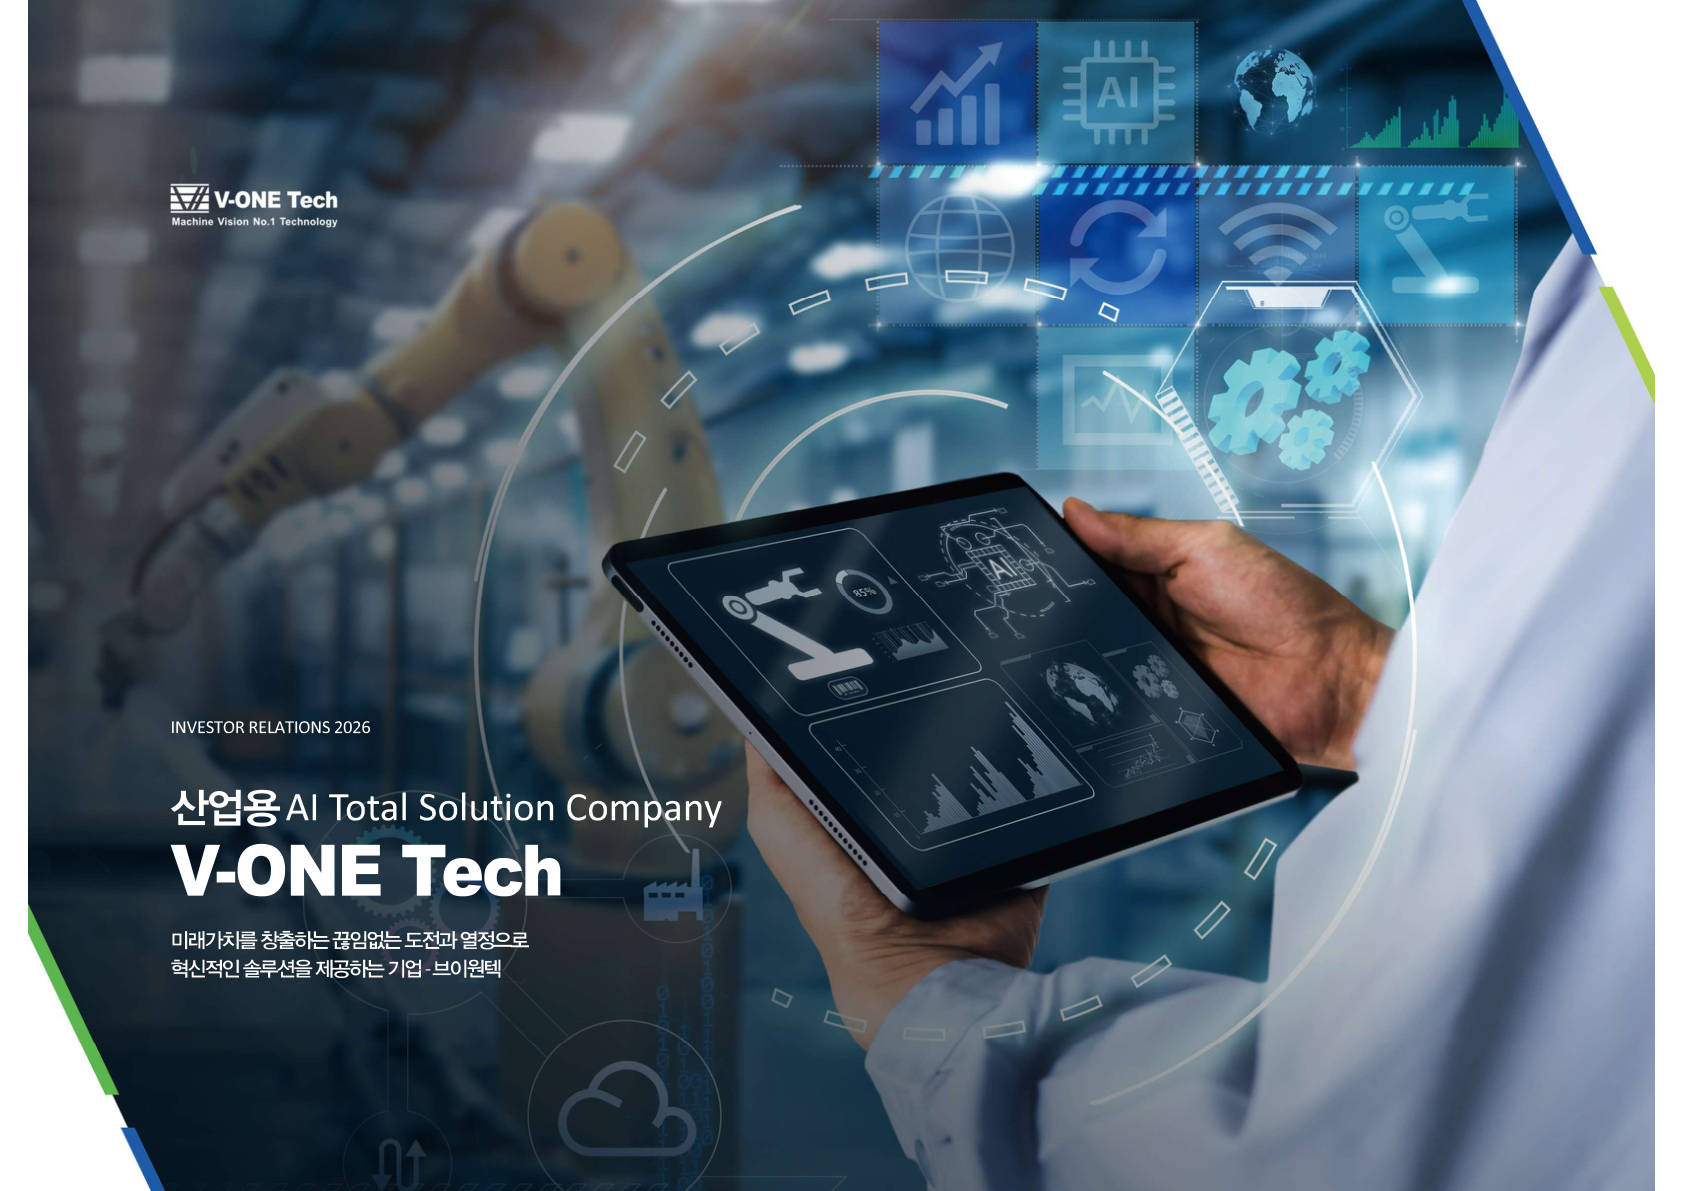 AI
V-ONE Tech
Machine Vision No.1 Technology
85%
AI
INVESTOR RELATIONS 2026
산업용 AI Total Solution Company
V-ONE Tech
미래가치를 창출하는 끊임없는 도전과 열정으로
혁신적인 솔루션을 제공하는 기업 - 브이원텍